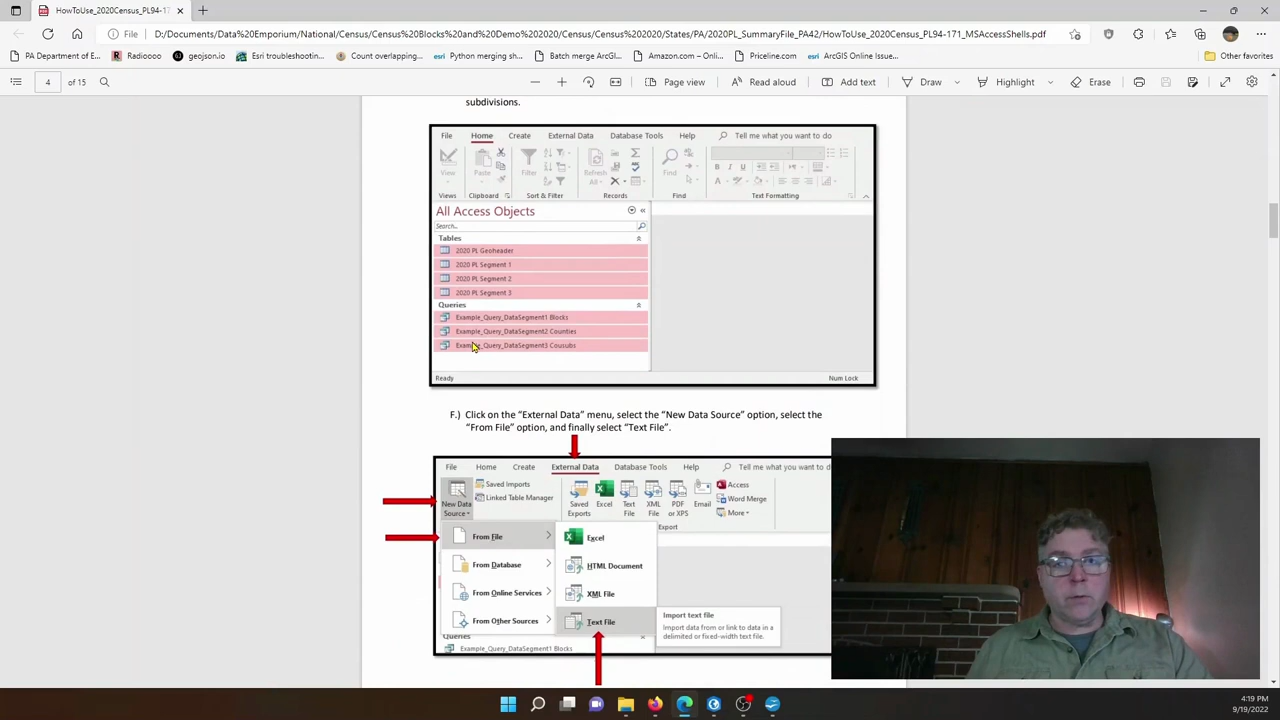 HowToUse_2020Census_PL94-17
File
D:/Documents/Data%20Emporium/National/Census/Census%20Blocks%20and%20Demo%202020/Census%202020/States/PA/2020PL_SummaryFile_PA42/HowToUse_2020Census_PL94-171_MSAccessShells.pdf
PA Department of E...
Radioooo
geojson.io
Esri troubleshootin...
Count overlapping...
Python merging sh...
Batch merge ArcGI...
Amazon.com – Onli...
Priceline.com
ArcGIS Online Issue...
Other favorites
4 of 15
Page view
Read aloud
Add text
Draw
Highlight
Erase
subdivisions.
File Home Create External Data Database Tools Help Tell me what you want to do
View Paste Filter Refresh All Find
Views Clipboard Sort & Filter Records Find Text Formatting
All Access Objects
Search...
Tables
2020 PL Geoheader
2020 PL Segment 1
2020 PL Segment 2
2020 PL Segment 3
Queries
Example_Query_DataSegment1 Blocks
Example_Query_DataSegment2 Counties
Example_Query_DataSegment3 Cousubs
Ready Num Lock
F.) Click on the “External Data” menu, select the “New Data Source” option, select the
“From File” option, and finally select “Text File”.
File Home Create External Data Database Tools Help Tell me what you want to do
New Data Source
Saved Imports
Linked Table Manager
Saved Exports
Excel
Text File
XML File
PDF or XPS
Email
Access
Word Merge
More
Export
From File
From Database
From Online Services
From Other Sources
Excel
HTML Document
XML File
Text File
Import text file
Import data from or link to data in a
delimited or fixed-width text file.
Queries
Example_Query_DataSegment1 Blocks
4:19 PM
9/19/2022